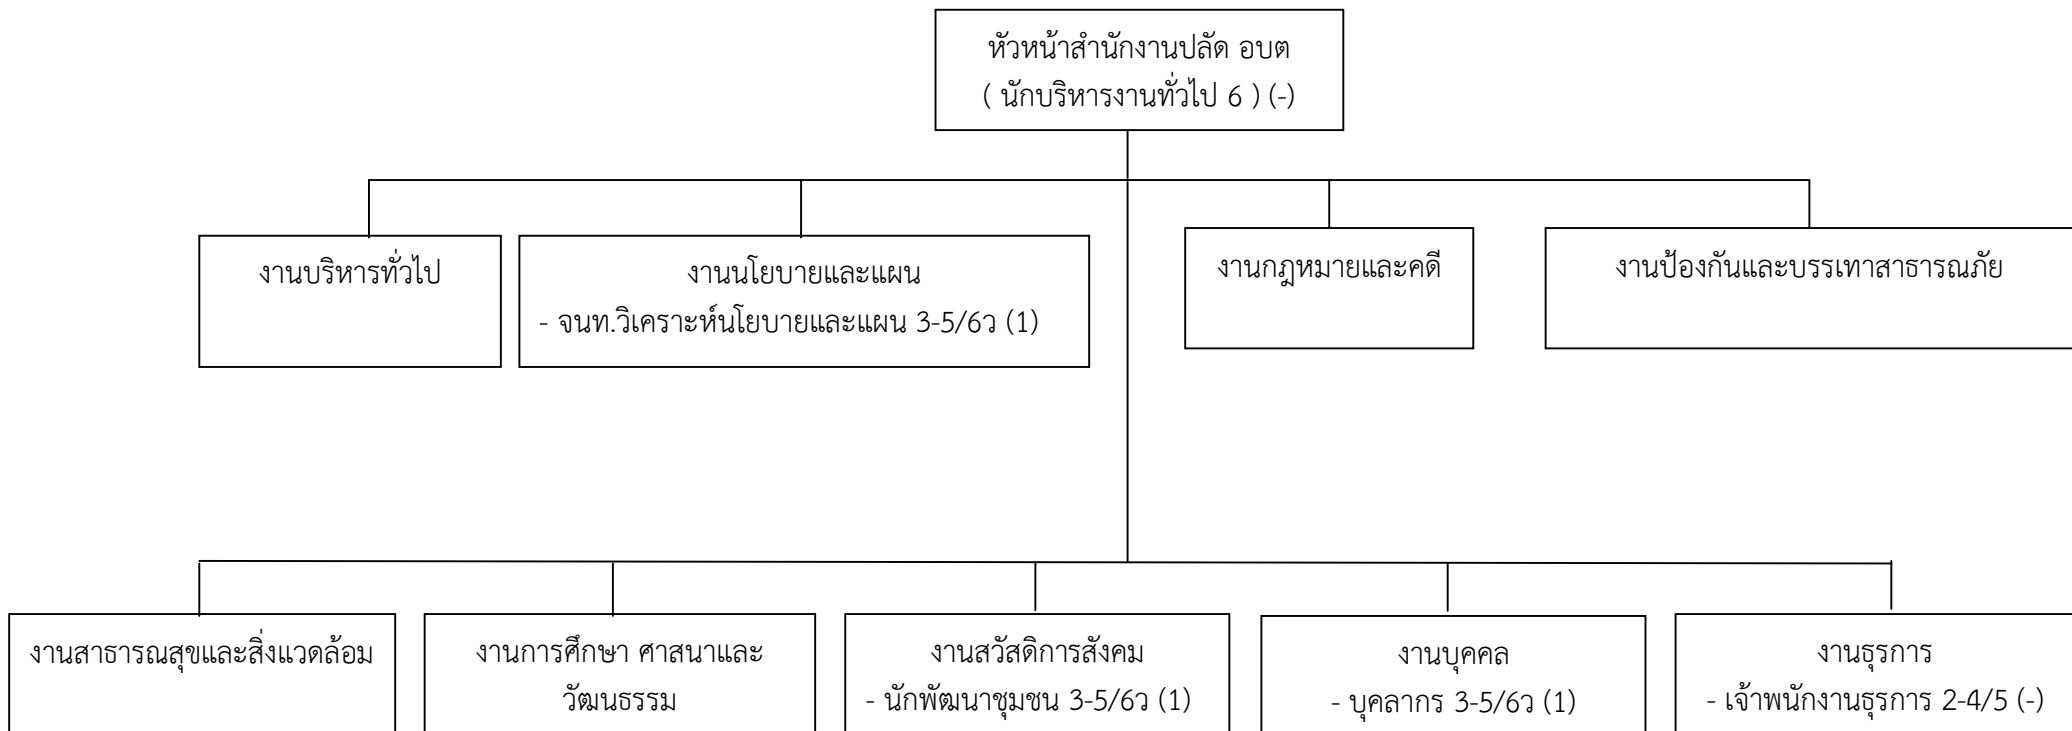 หัวหน้าสำนักงานปลัด อบต
( นักบริหารงานทั่วไป 6 ) (-)
งานบริหารทั่วไป
งานนโยบายและแผน
- จนท.วิเคราะห์นโยบายและแผน 3-5/6ว (1)
งานกฎหมายและคดี
งานป้องกันและบรรเทาสาธารณภัย
งานสาธารณสุขและสิ่งแวดล้อม
งานการศึกษา ศาสนาและ
วัฒนธรรม
งานสวัสดิการสังคม
- นักพัฒนาชุมชน 3-5/6ว (1)
งานบุคคล
- บุคลากร 3-5/6ว (1)
งานธุรการ
- เจ้าพนักงานธุรการ 2-4/5 (-)